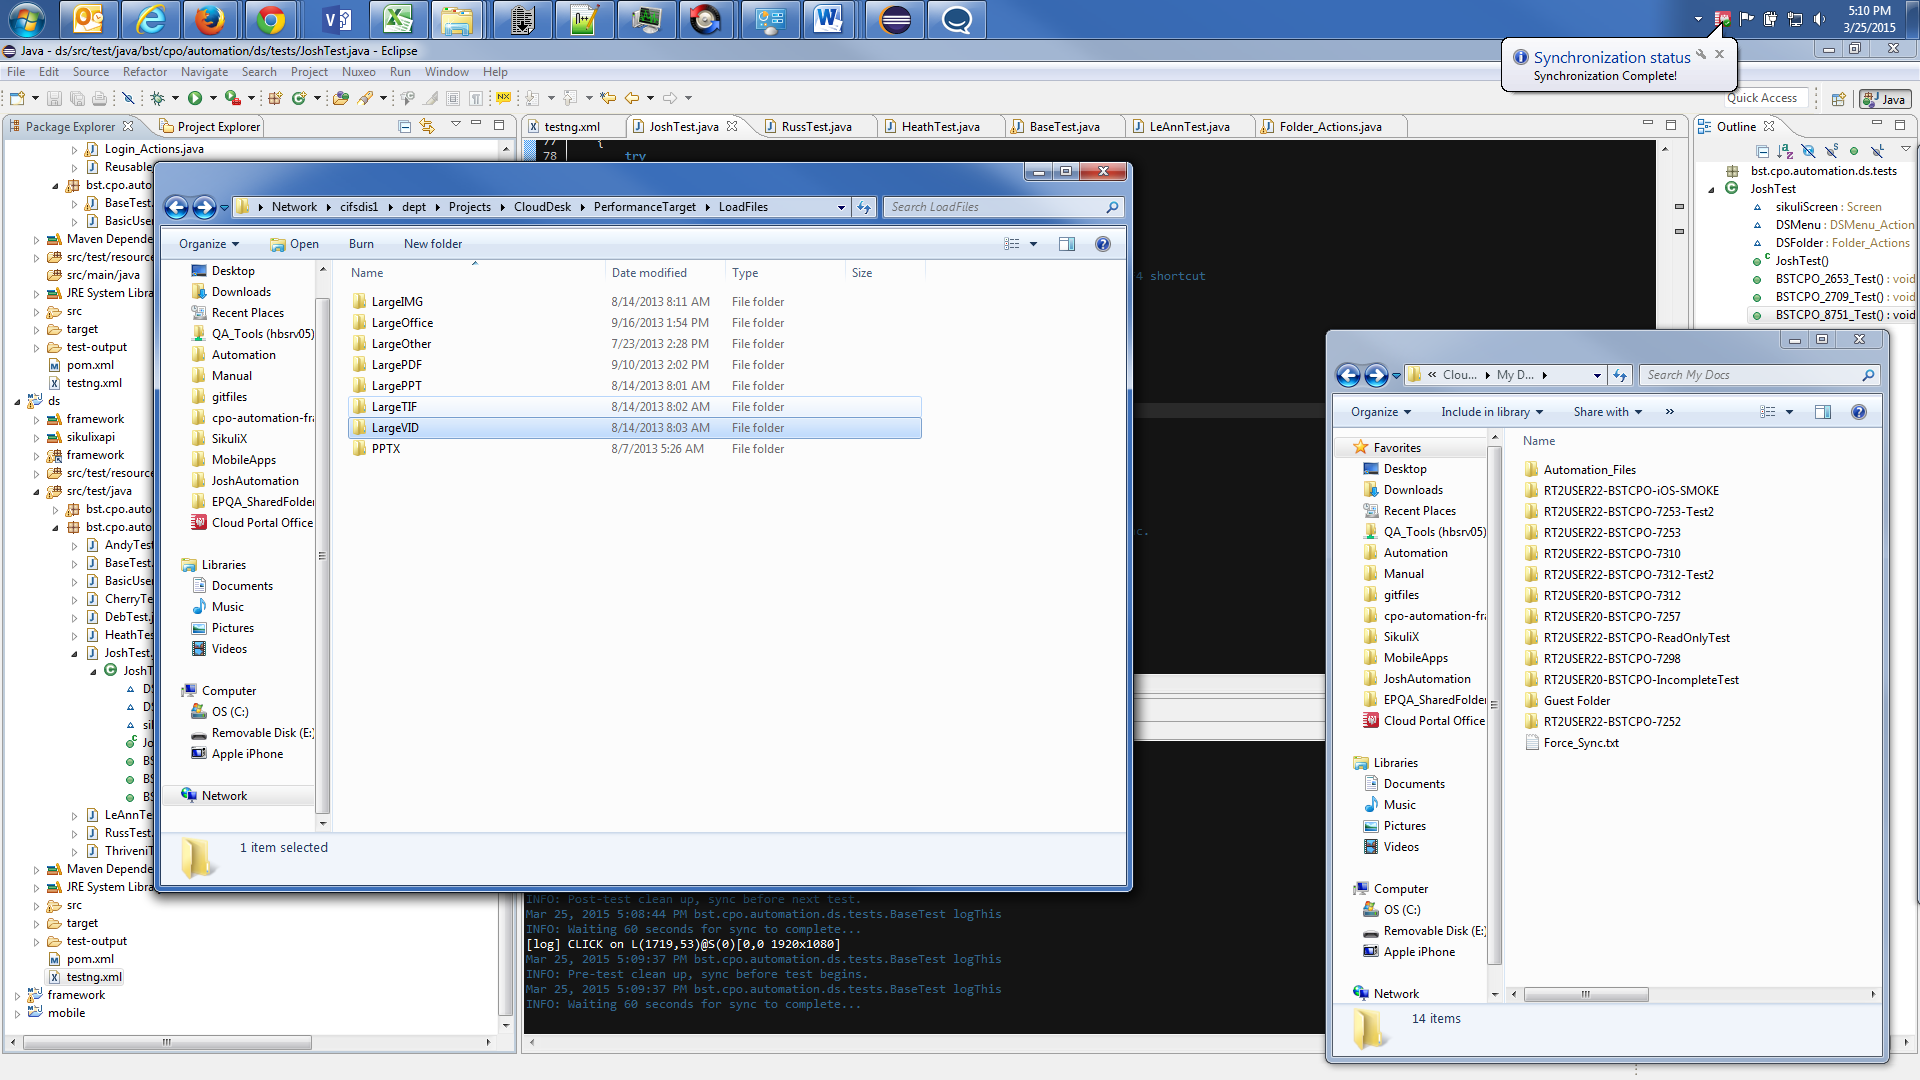 5:10 PM
3/25/2015
Java - ds/src/test/java/bst/cpo/automation/ds/tests/JoshTest.java - Eclipse
Synchronization status
Synchronization Complete!
File Edit Source Refactor Navigate Search Project Nuxeo Run Window Help
Quick Access
Java
Package Explorer
Project Explorer
testng.xml
JoshTest.java
RussTest.java
HeathTest.java
BaseTest.java
LeAnnTest.java
Folder_Actions.java
Outline
Login_Actions.java
Reusable
bst.cpo.auto
BaseTest.
BasicUser
Maven Depende
src/test/resource
src/main/java
JRE System Libra
src
target
test-output
pom.xml
testng.xml
ds
framework
sikulixapi
framework
src/test/resource
src/test/java
bst.cpo.auto
bst.cpo.auto
AndyTest
BaseTest.
BasicUser
CherryTe
DebTest.j
HeathTes
JoshTest.
JoshT
LeAnnTe
RussTest.
ThriveniT
Maven Depende
JRE System Libra
src
target
test-output
pom.xml
testng.xml
framework
mobile
77 {
78 try
4 shortcut
Network cifsdis1 dept Projects CloudDesk PerformanceTarget LoadFiles
Search LoadFiles
Organize Open Burn New folder
Desktop
Downloads
Recent Places
QA_Tools (hbsrv05)
Automation
Manual
gitfiles
cpo-automation-fra
SikuliX
MobileApps
JoshAutomation
EPQA_SharedFolder
Cloud Portal Office
Libraries
Documents
Music
Pictures
Videos
Computer
OS (C:)
Removable Disk (E:)
Apple iPhone
Network
Name Date modified Type Size
LargeIMG 8/14/2013 8:11 AM File folder
LargeOffice 9/16/2013 1:54 PM File folder
LargeOther 7/23/2013 2:28 PM File folder
LargePDF 9/10/2013 2:02 PM File folder
LargePPT 8/14/2013 8:01 AM File folder
LargeTIF 8/14/2013 8:02 AM File folder
LargeVID 8/14/2013 8:03 AM File folder
PPTX 8/7/2013 5:26 AM File folder
1 item selected
INFO: Post-test clean up, sync before next test.
Mar 25, 2015 5:08:44 PM bst.cpo.automation.ds.tests.BaseTest logThis
INFO: Waiting 60 seconds for sync to complete...
[log] CLICK on L(1719,53)@S(0)[0,0 1920x1080]
Mar 25, 2015 5:09:37 PM bst.cpo.automation.ds.tests.BaseTest logThis
INFO: Pre-test clean up, sync before test begins.
Mar 25, 2015 5:09:37 PM bst.cpo.automation.ds.tests.BaseTest logThis
INFO: Waiting 60 seconds for sync to complete...
bst.cpo.automation.ds.tests
JoshTest
sikuliScreen : Screen
DSMenu : DSMenu_Action
DSFolder : Folder_Actions
JoshTest()
BSTCPO_2653_Test() : void
BSTCPO_2709_Test() : void
BSTCPO_8751_Test() : void
« Clou... My D...
Search My Docs
Organize Include in library Share with »
Favorites
Desktop
Downloads
Recent Places
QA_Tools (hbsrv05)
Automation
Manual
gitfiles
cpo-automation-fra
SikuliX
MobileApps
JoshAutomation
EPQA_SharedFolder
Cloud Portal Office
Libraries
Documents
Music
Pictures
Videos
Computer
OS (C:)
Removable Disk (E:)
Apple iPhone
Network
Name
Automation_Files
RT2USER22-BSTCPO-iOS-SMOKE
RT2USER22-BSTCPO-7253-Test2
RT2USER22-BSTCPO-7253
RT2USER22-BSTCPO-7310
RT2USER22-BSTCPO-7312-Test2
RT2USER20-BSTCPO-7312
RT2USER20-BSTCPO-7257
RT2USER22-BSTCPO-ReadOnlyTest
RT2USER22-BSTCPO-7298
RT2USER20-BSTCPO-IncompleteTest
Guest Folder
RT2USER22-BSTCPO-7252
Force_Sync.txt
14 items